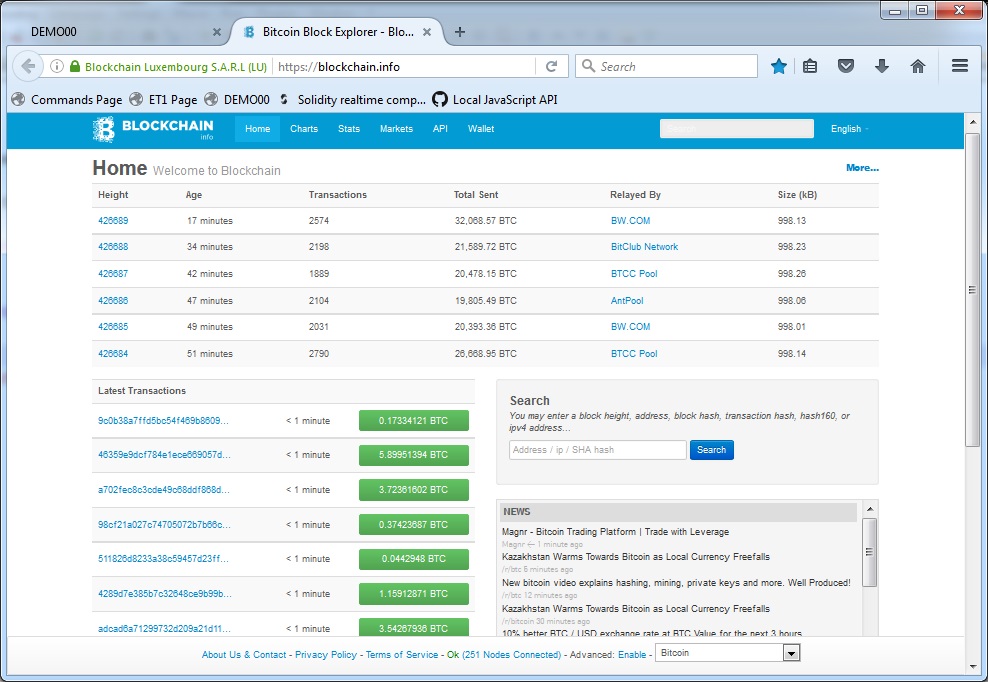 DEMO00
Bitcoin Block Explorer - Blo...
Blockchain Luxembourg S.A.R.L (LU)
https://blockchain.info
Search
Commands Page
ET1 Page
DEMO00
Solidity realtime comp...
Local JavaScript API
BLOCKCHAIN
info
Home
Charts
Stats
Markets
API
Wallet
English
Home Welcome to Blockchain
More...
Height Age Transactions Total Sent Relayed By Size (kB)
426689 17 minutes 2574 32,068.57 BTC BW.COM 998.13
426688 34 minutes 2198 21,589.72 BTC BitClub Network 998.23
426687 42 minutes 1889 20,478.15 BTC BTCC Pool 998.26
426686 47 minutes 2104 19,805.49 BTC AntPool 998.06
426685 49 minutes 2031 20,393.36 BTC BW.COM 998.01
426684 51 minutes 2790 26,668.95 BTC BTCC Pool 998.14
Latest Transactions
9c0b38a7ffd5bc54f469b8609... < 1 minute 0.17334121 BTC
46359e9dcf784e1ece669057d... < 1 minute 5.89951394 BTC
a702fec8c3cde49c68ddf868d... < 1 minute 3.72361602 BTC
98cf21a027c74705072b7b66c... < 1 minute 0.37423687 BTC
511826d8233a38c59457d23ff... < 1 minute 0.0442948 BTC
4289d7e385b7c32648ce9b99b... < 1 minute 1.15912871 BTC
adcad6a71299732d209a21d11... < 1 minute 3.54267936 BTC
Search
You may enter a block height, address, block hash, transaction hash, hash160, or
ipv4 address...
Address / ip / SHA hash
Search
NEWS
Magnr - Bitcoin Trading Platform | Trade with Leverage
Magnr <- 1 minute ago
Kazakhstan Warms Towards Bitcoin as Local Currency Freefalls
/r/btc 6 minutes ago
New bitcoin video explains hashing, mining, private keys and more. Well Produced!
/r/btc 12 minutes ago
Kazakhstan Warms Towards Bitcoin as Local Currency Freefalls
/r/bitcoin 30 minutes ago
10% better BTC / USD exchange rate at BTC Value for the next 3 hours
About Us & Contact - Privacy Policy - Terms of Service - Ok (251 Nodes Connected) - Advanced: Enable -
Bitcoin